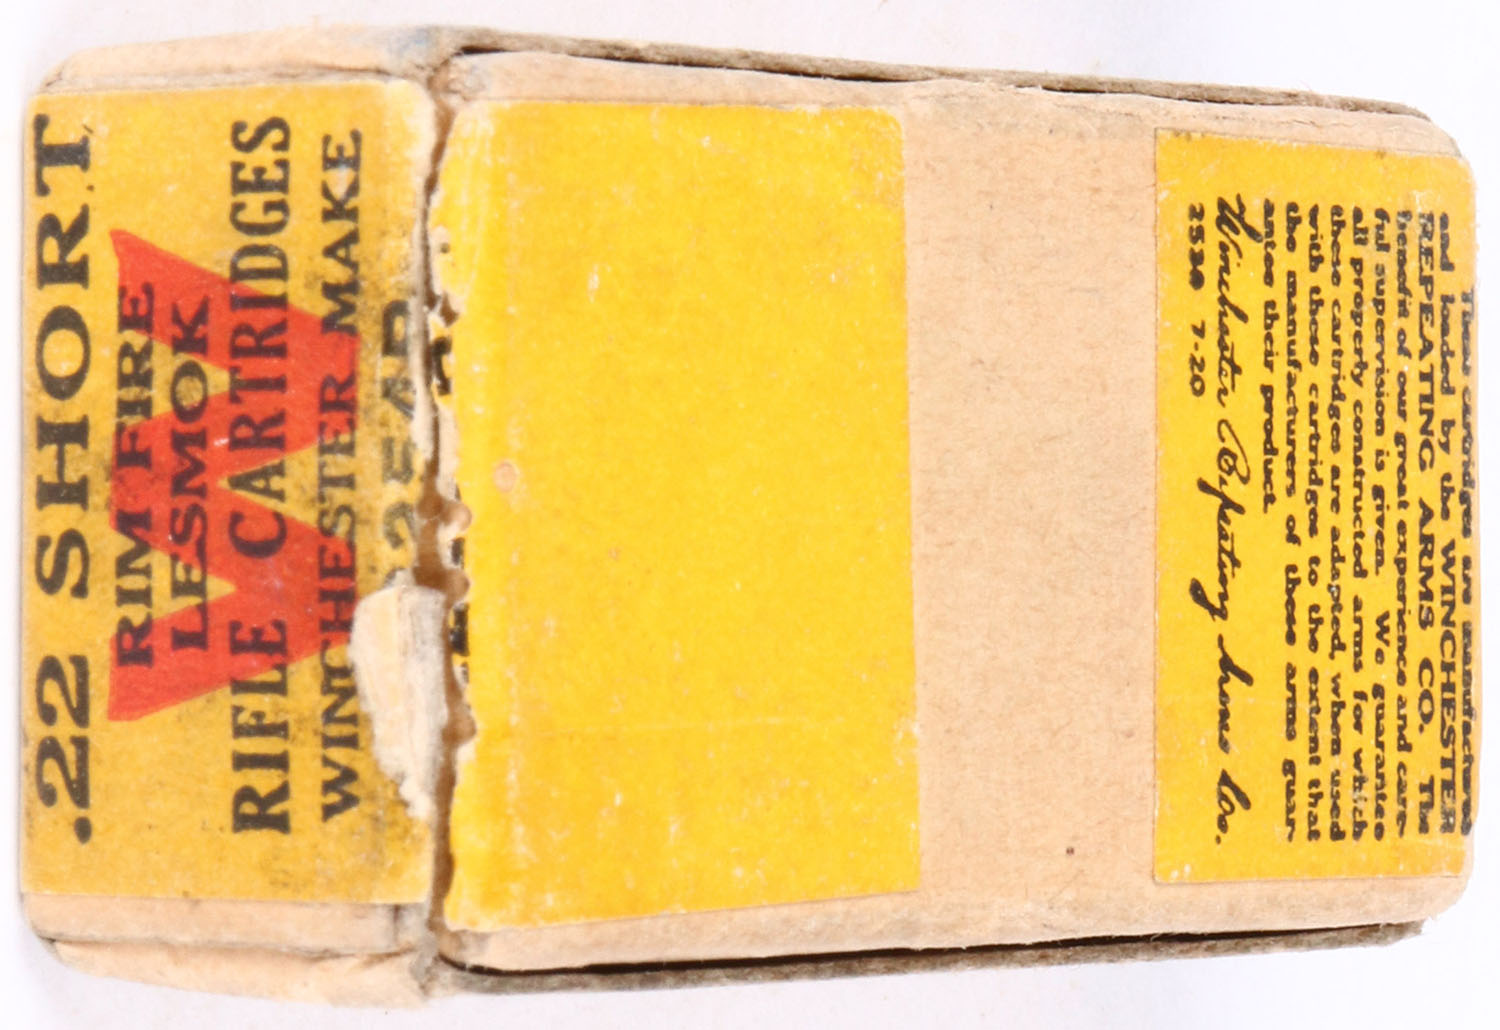 .22 SHORT
RIM FIRE
LESMOK
RIFLE CARTRIDGES
WINCHESTER MAKE
These cartridges are manufactured
and loaded by the WINCHESTER
REPEATING ARMS CO. The
benefit of our great experience and care-
ful supervision is given. We guarantee
all properly constructed arms for which
these cartridges are adapted, when used
with these cartridges to the extent that
the manufacturers of these arms guar-
antee their product.
Winchester Repeating Arms Co.
7-20